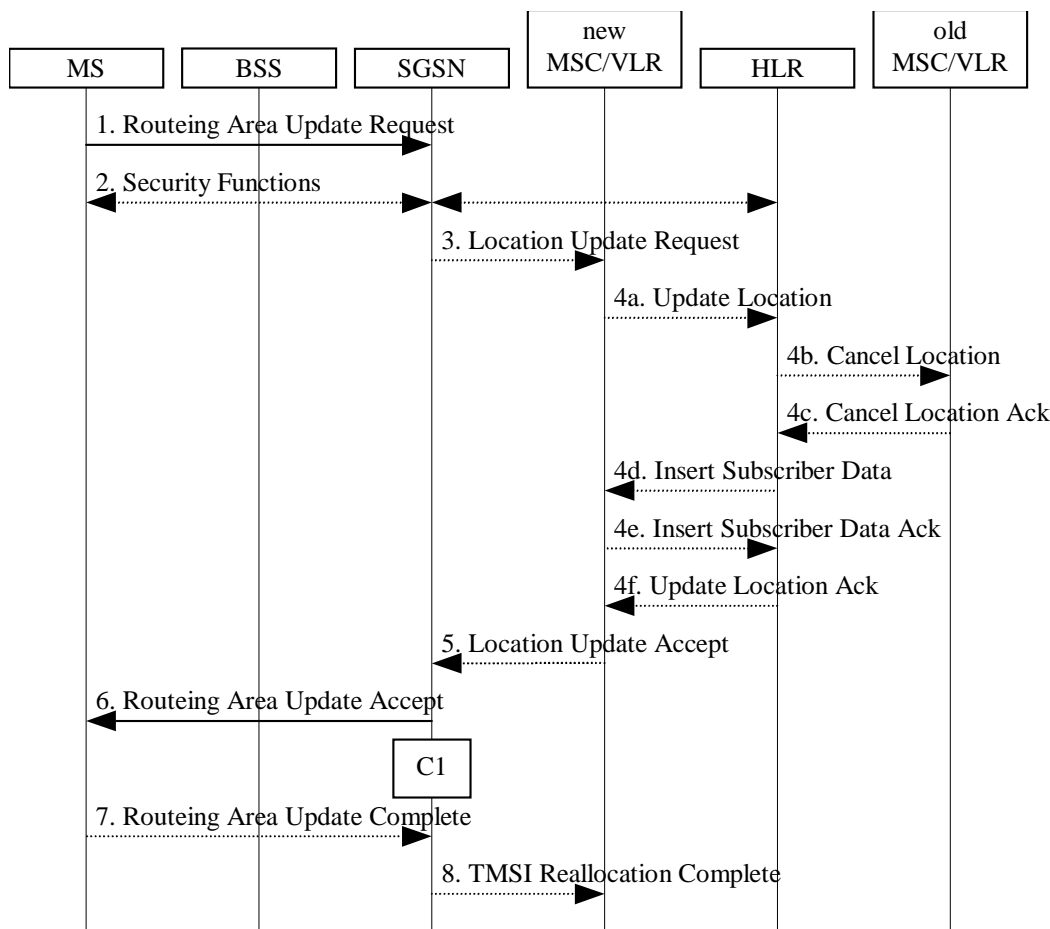 new
old
MS
BSS
SGSN
MSC/VLR
HLR
MSC/VLR
1. Routeing Area Update Request
2. Security Functions
3. Location Update Request
4a. Update Location
4b. Cancel Location
4c. Cancel Location Ack
4d. Insert Subscriber Data
4e. Insert Subscriber Data Ack
4f. Update Location Ack
5. Location Update Accept
6. Routeing Area Update Accept
C1
7. Routeing Area Update Complete
8. TMSI Reallocation Complete